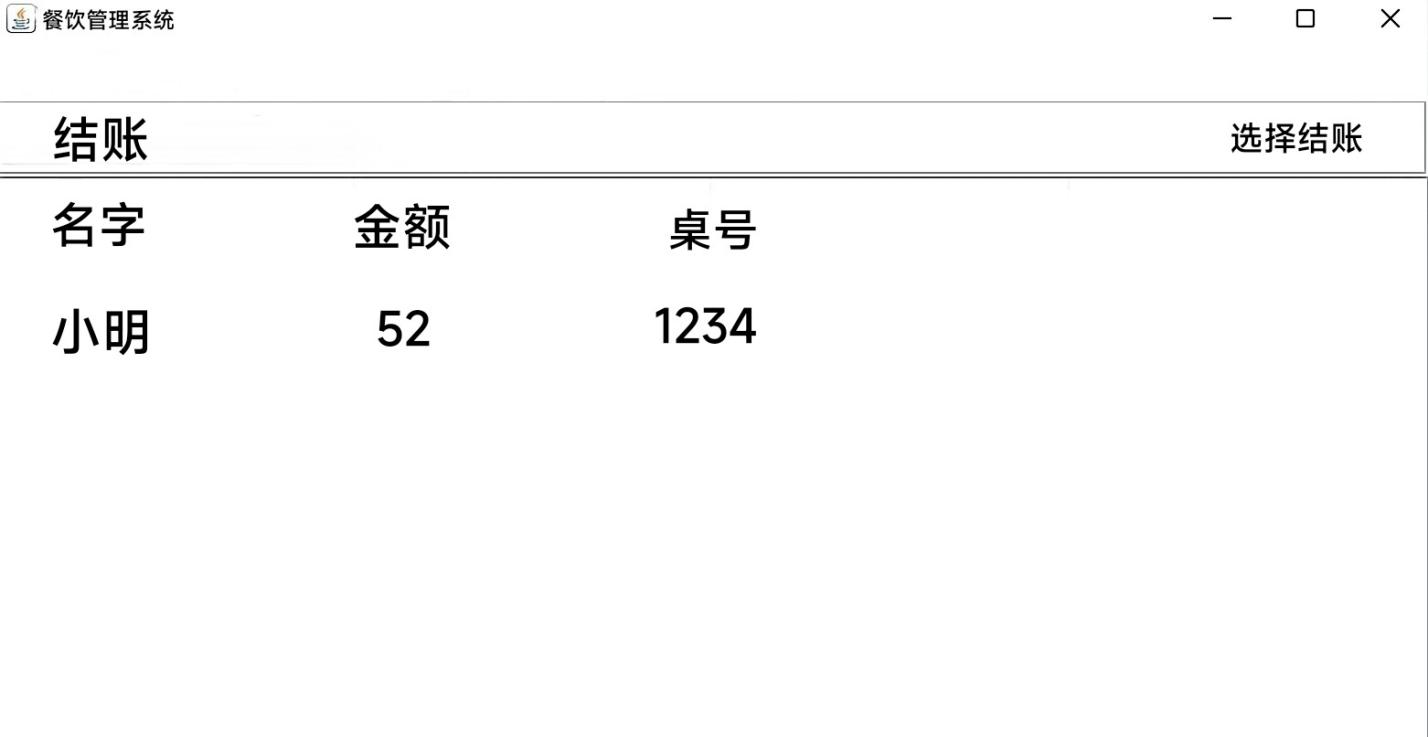 餐饮管理系统
结账 选择结账
名字 金额 桌号
小明 52 1234